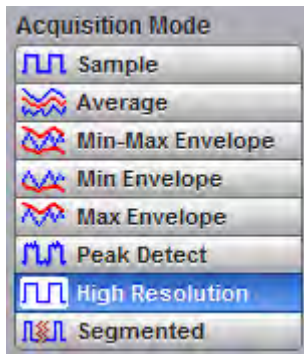 Acquisition Mode
Sample
Average
Min-Max Envelope
Min Envelope
Max Envelope
Peak Detect
High Resolution
Segmented